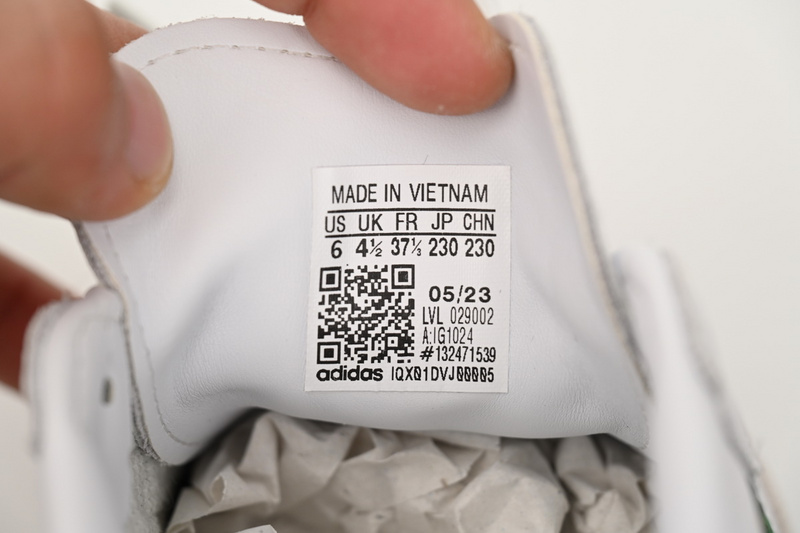 MADE IN VIETNAM
US UK FR JP CHN
6 4½ 37⅓ 230 230
05/23
LVL 029002
A:IG1024
#132471539
adidas IQX01DVJ00005